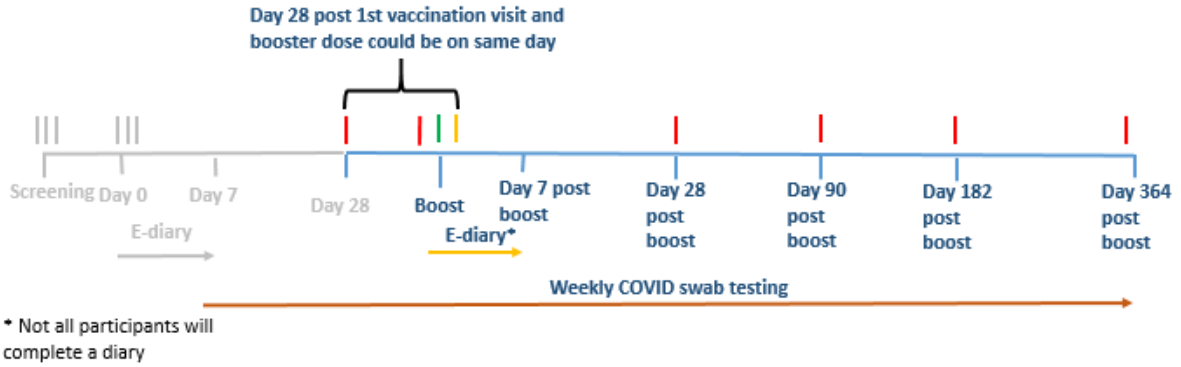 Day 28 post 1st vaccination visit and
booster dose could be on same day
Screening
Day 0
Day 7
Day 28
Boost
Day 7 post
boost
Day 28
post
boost
Day 90
post
boost
Day 182
post
boost
Day 364
post
boost
E-diary
E-diary*
Weekly COVID swab testing
* Not all participants will
complete a diary